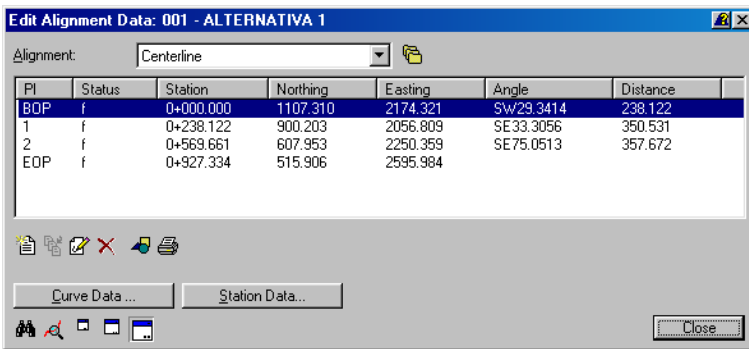 Edit Alignment Data: 001 - ALTERNATIVA 1
Alignment: Centerline
PI Status Station Northing Easting Angle Distance
BOP f 0+000.000 1107.310 2174.321 SW29.3414 238.122
1 f 0+238.122 900.203 2056.809 SE33.3056 350.531
2 f 0+569.661 607.953 2250.359 SE75.0513 357.672
EOP f 0+927.334 515.906 2595.984
Curve Data ... Station Data...
Close